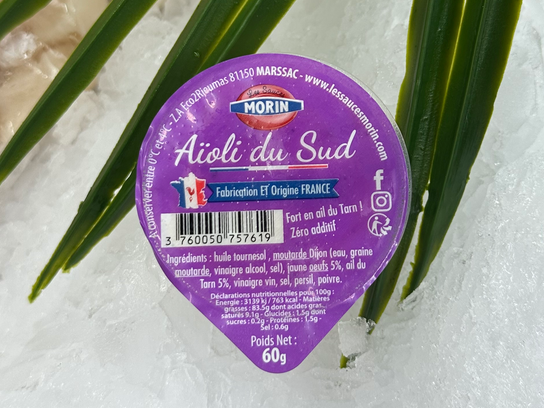 A conserver entre 0°C et 4°C - Z.A Eco2Rjoumas 81150 MARSSAC - www.lessaucesmorin.com
MORIN
Aïoli du Sud
Fabrication ET Origine FRANCE
Fort en ail du Tarn !
Zéro additif
3 760050 757619
Ingrédients : huile tournesol, moutarde Dijon (eau, graine
moutarde, vinaigre alcool, sel), jaune oeufs 5%, ail du
Tarn 5%, vinaigre vin, sel, persil, poivre.
Déclarations nutritionnelles pour 100g :
Energie : 3139 kj / 763 kcal - Matières
grasses : 83.5g dont acides gras
saturés 9.1g - Glucides : 1.5g dont
sucres : 0.2g - Protéines : 1.5g -
Sel : 0.6g
Poids Net :
60g